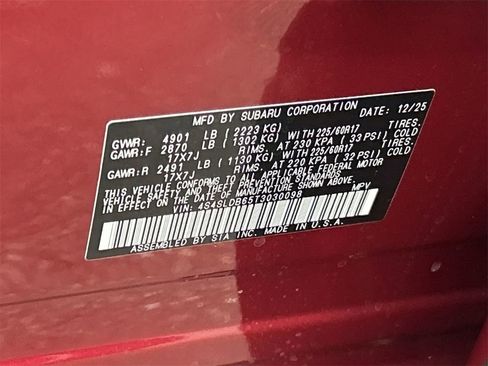 MFD BY SUBARU CORPORATION DATE: 12/25
GVWR: 4901 LB (2223 KG)
GAWR:F 2870 LB (1302 KG) WITH 225/60R17 TIRES.
17X7J RIMS. AT 230 KPA (33 PSI) COLD
GAWR:R 2491 LB (1130 KG) WITH 225/60R17 TIRES.
17X7J RIMS. AT 220 KPA (32 PSI) COLD
THIS VEHICLE CONFORMS TO ALL APPLICABLE FEDERAL MOTOR
VEHICLE SAFETY AND THEFT PREVENTION STANDARDS
IN EFFECT ON THE DATE OF MANUFACTURE SHOWN ABOVE.
VIN: 4S4SLDB65T3030098 MPV
ASSEMBLED BY SIA INC. MADE IN U.S.A.